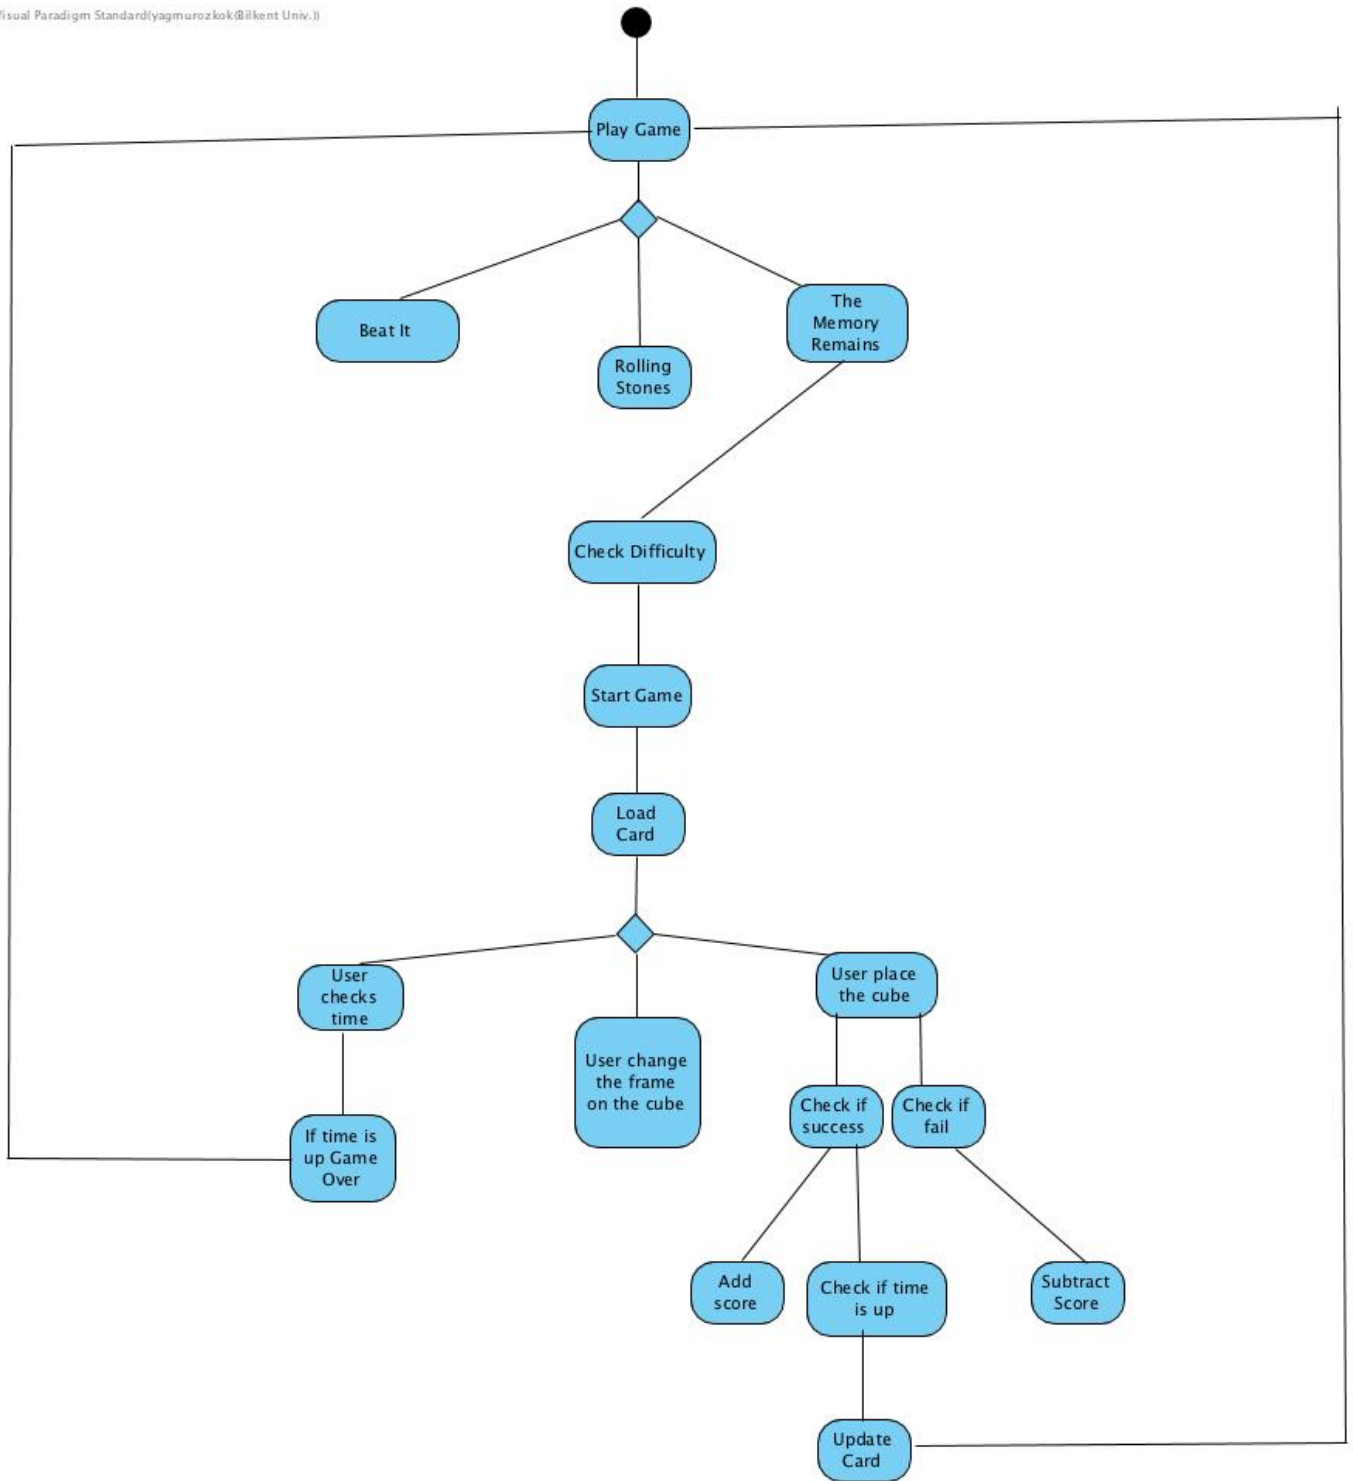 Visual Paradigm Standard(yagmurozkok(Bilkent Univ.))
Play Game
Beat It
Rolling
Stones
The
Memory
Remains
Check Difficulty
Start Game
Load
Card
User
checks
time
User change
the frame
on the cube
User place
the cube
If time is
up Game
Over
Check if
success
Check if
fail
Add
score
Check if time
is up
Subtract
Score
Update
Card